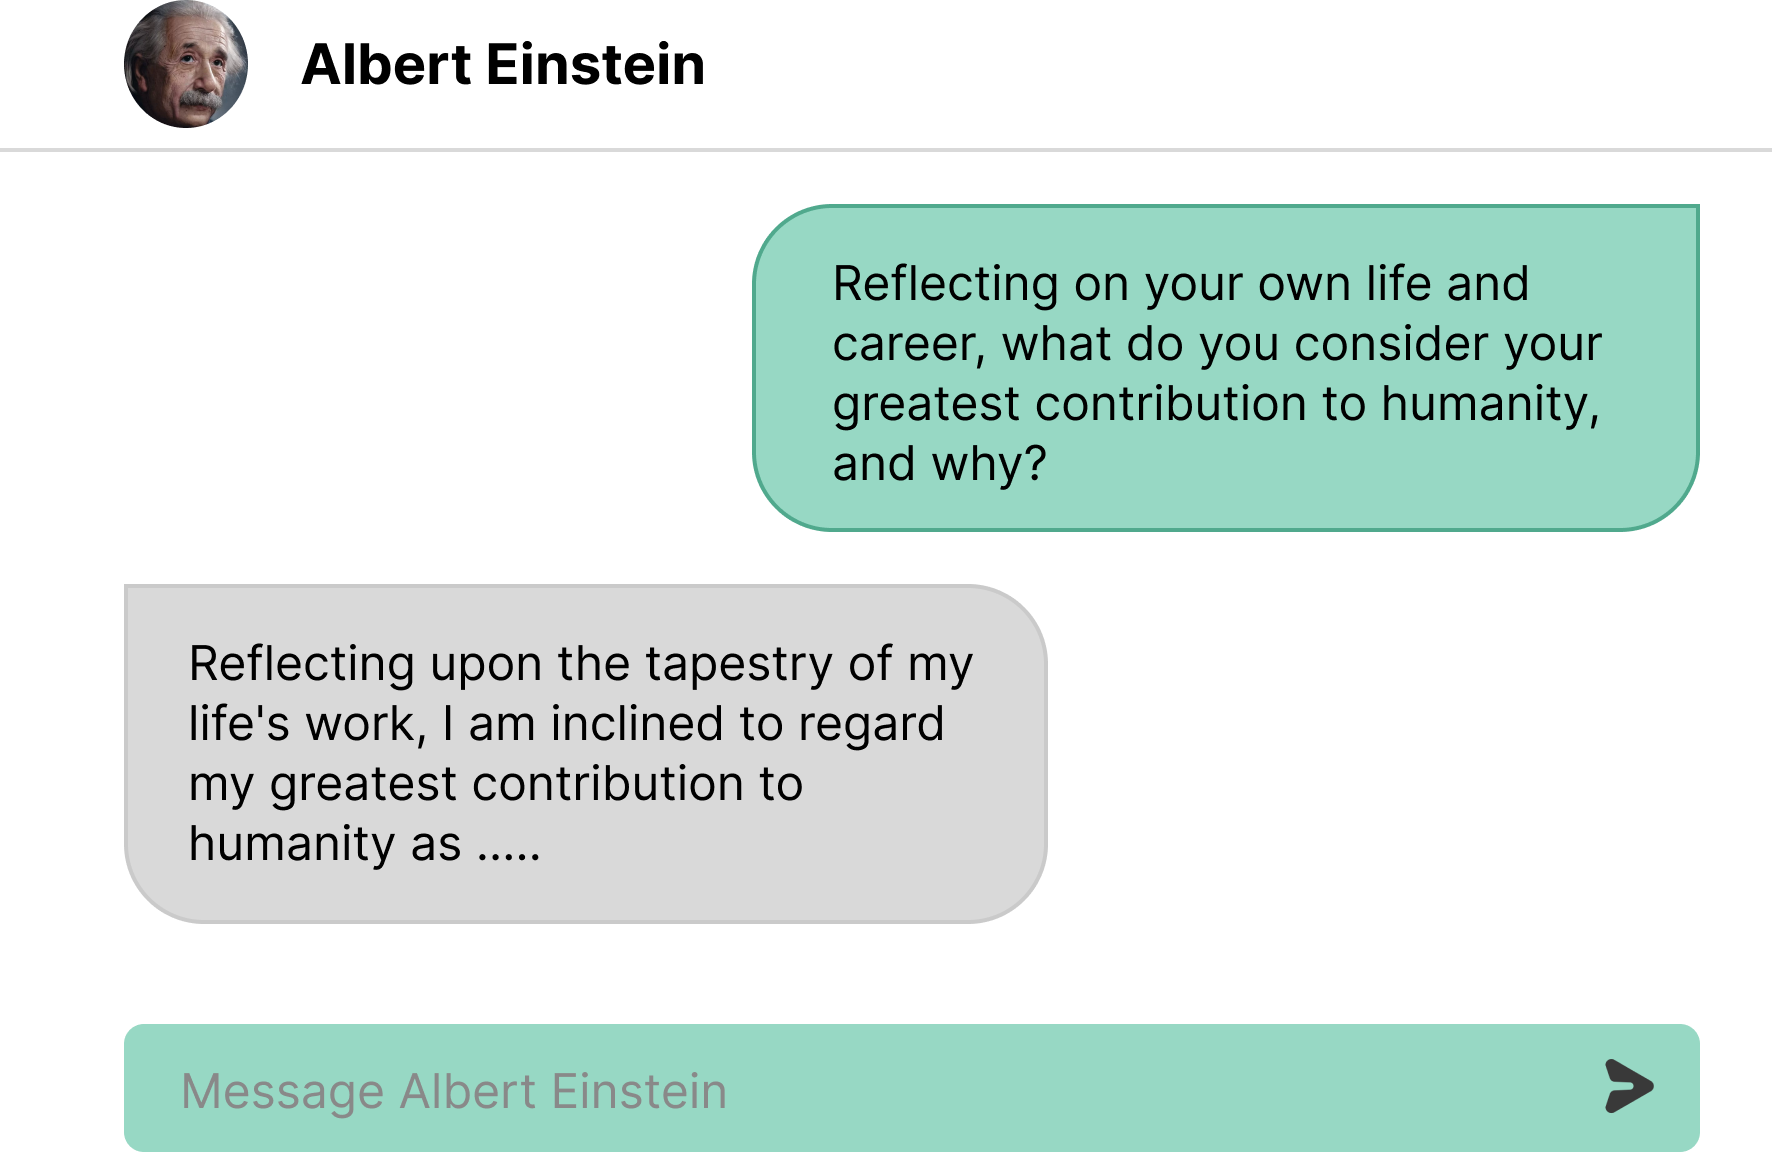 Albert Einstein
Reflecting on your own life and
career, what do you consider your
greatest contribution to humanity,
and why?
Reflecting upon the tapestry of my
life's work, I am inclined to regard
my greatest contribution to
humanity as .....
Message Albert Einstein